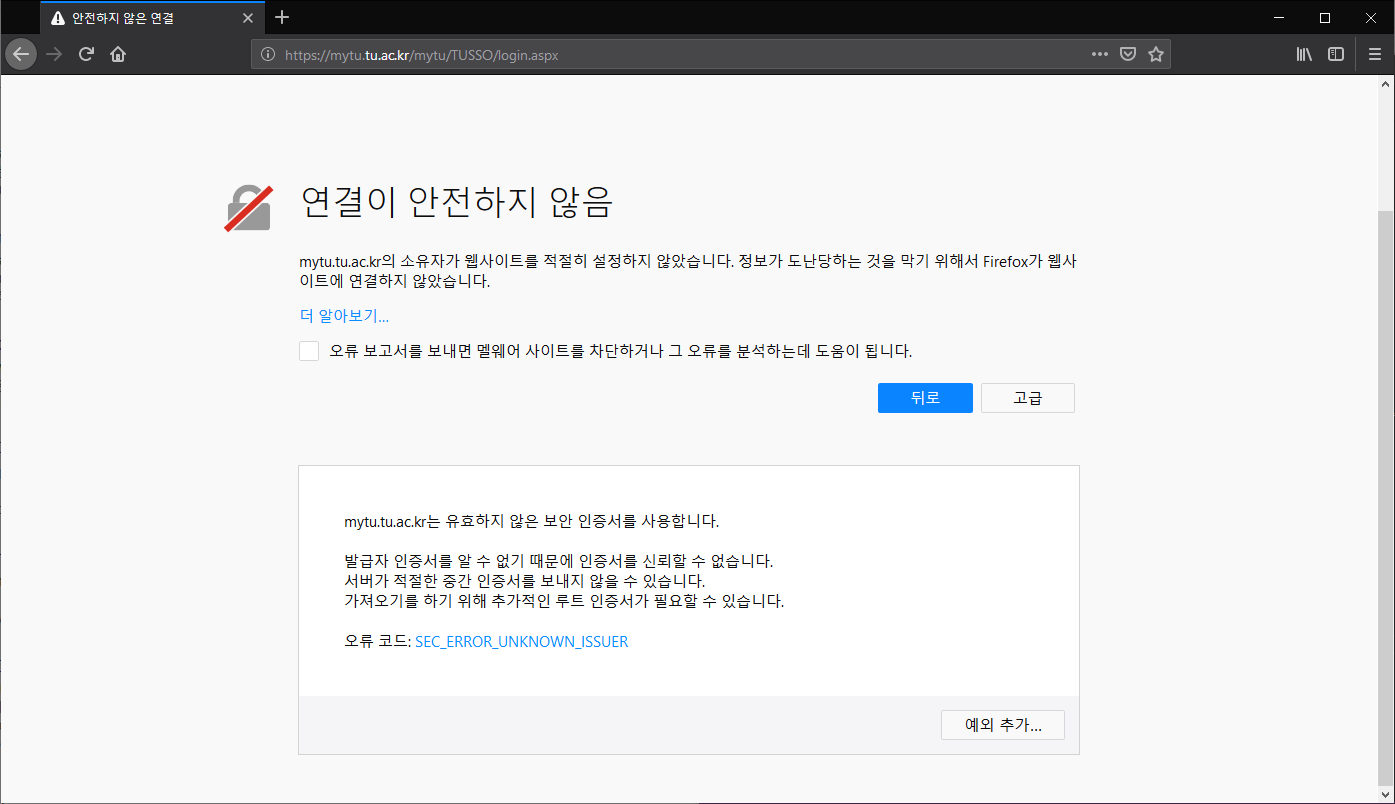 안전하지 않은 연결
https://mytu.tu.ac.kr/mytu/TUSSO/login.aspx
연결이 안전하지 않음
mytu.tu.ac.kr의 소유자가 웹사이트를 적절히 설정하지 않았습니다. 정보가 도난당하는 것을 막기 위해서 Firefox가 웹사
이트에 연결하지 않았습니다.
더 알아보기...
오류 보고서를 보내면 멜웨어 사이트를 차단하거나 그 오류를 분석하는데 도움이 됩니다.
뒤로
고급
mytu.tu.ac.kr는 유효하지 않은 보안 인증서를 사용합니다.
발급자 인증서를 알 수 없기 때문에 인증서를 신뢰할 수 없습니다.
서버가 적절한 중간 인증서를 보내지 않을 수 있습니다.
가져오기를 하기 위해 추가적인 루트 인증서가 필요할 수 있습니다.
오류 코드: SEC_ERROR_UNKNOWN_ISSUER
예외 추가...